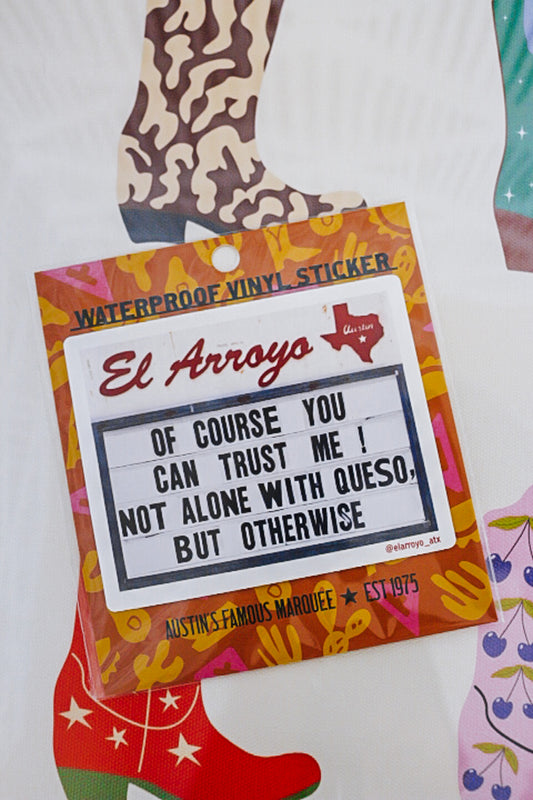 WATERPROOF VINYL STICKER
El Arroyo
Austin
OF COURSE YOU
CAN TRUST ME !
NOT ALONE WITH QUESO,
BUT OTHERWISE
@elarroyo_atx
AUSTIN'S FAMOUS MARQUEE ★ EST 1975